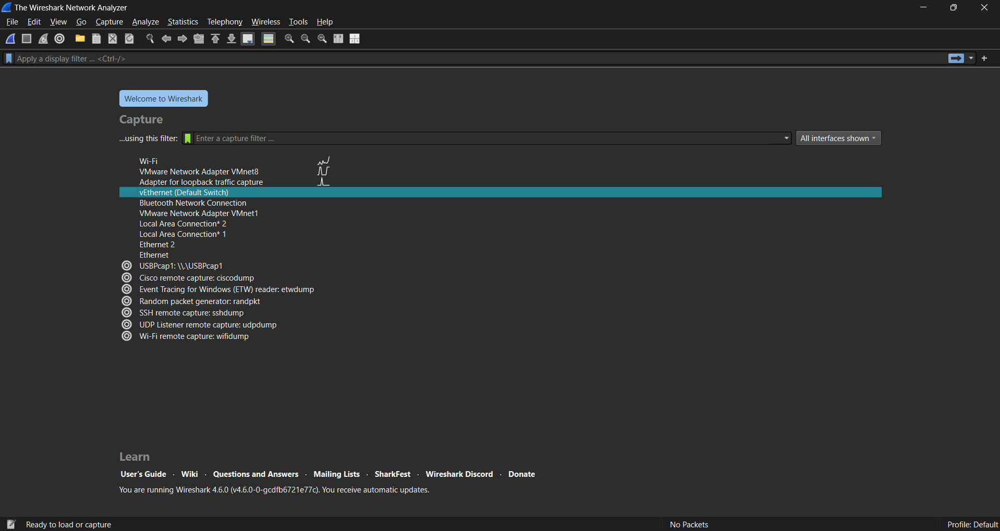 The Wireshark Network Analyzer
File Edit View Go Capture Analyze Statistics Telephony Wireless Tools Help
Apply a display filter ... <Ctrl-/>
Welcome to Wireshark
Capture
...using this filter: Enter a capture filter ... All interfaces shown
Wi-Fi
VMware Network Adapter VMnet8
Adapter for loopback traffic capture
vEthernet (Default Switch)
Bluetooth Network Connection
VMware Network Adapter VMnet1
Local Area Connection* 2
Local Area Connection* 1
Ethernet 2
Ethernet
USBPcap1: \\.\USBPcap1
Cisco remote capture: ciscodump
Event Tracing for Windows (ETW) reader: etwdump
Random packet generator: randpkt
SSH remote capture: sshdump
UDP Listener remote capture: udpdump
Wi-Fi remote capture: wifidump
Learn
User's Guide · Wiki · Questions and Answers · Mailing Lists · SharkFest · Wireshark Discord · Donate
You are running Wireshark 4.6.0 (v4.6.0-0-gcdfb6721e77c). You receive automatic updates.
Ready to load or capture No Packets Profile: Default